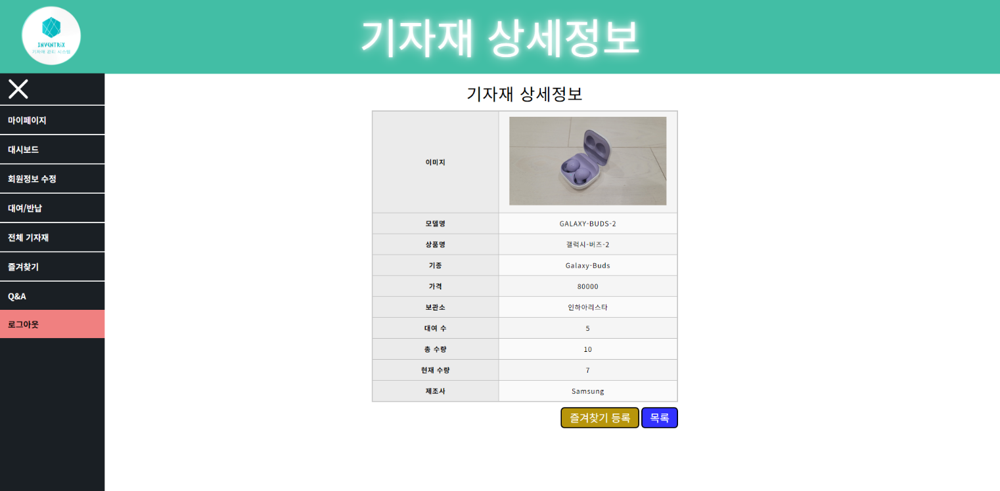 INVENTRIX
기자재 관리 시스템
기자재 상세정보
마이페이지
대시보드
회원정보 수정
대여/반납
전체 기자재
즐겨찾기
Q&A
로그아웃
기자재 상세정보
이미지
모델명 GALAXY-BUDS-2
상품명 갤럭시-버즈-2
기종 Galaxy-Buds
가격 80000
보관소 인하아리스타
대여 수 5
총 수량 10
현재 수량 7
제조사 Samsung
즐겨찾기 등록 목록